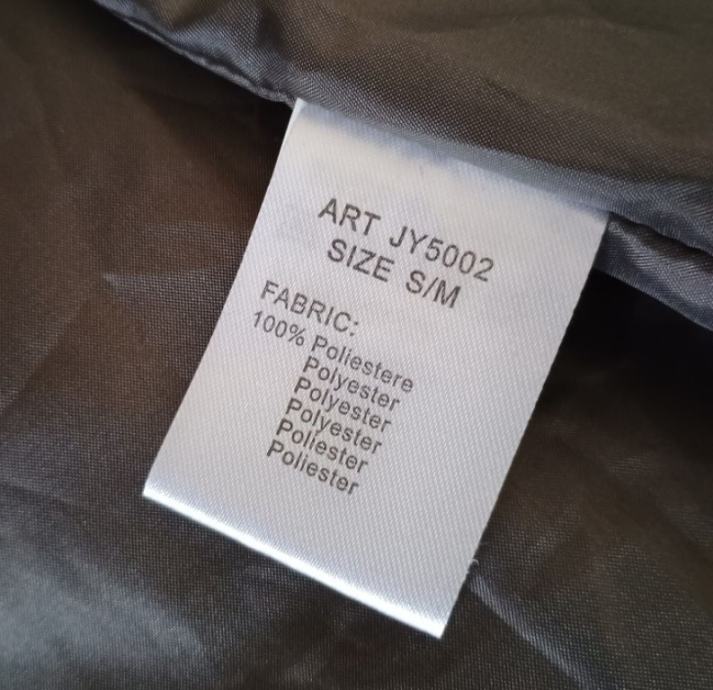 ART JY5002
SIZE S/M
FABRIC:
100% Poliestere
Polyester
Polyester
Polyester
Poliester
Poliester